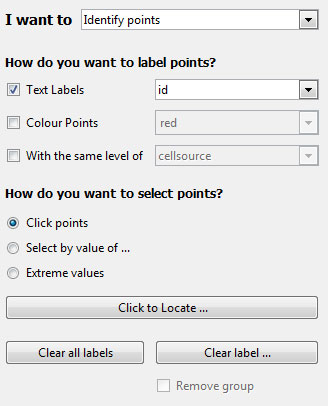 I want to Identify points
How do you want to label points?
Text Labels id
Colour Points red
With the same level of cellsource
How do you want to select points?
Click points
Select by value of ...
Extreme values
Click to Locate ...
Clear all labels Clear label ...
Remove group